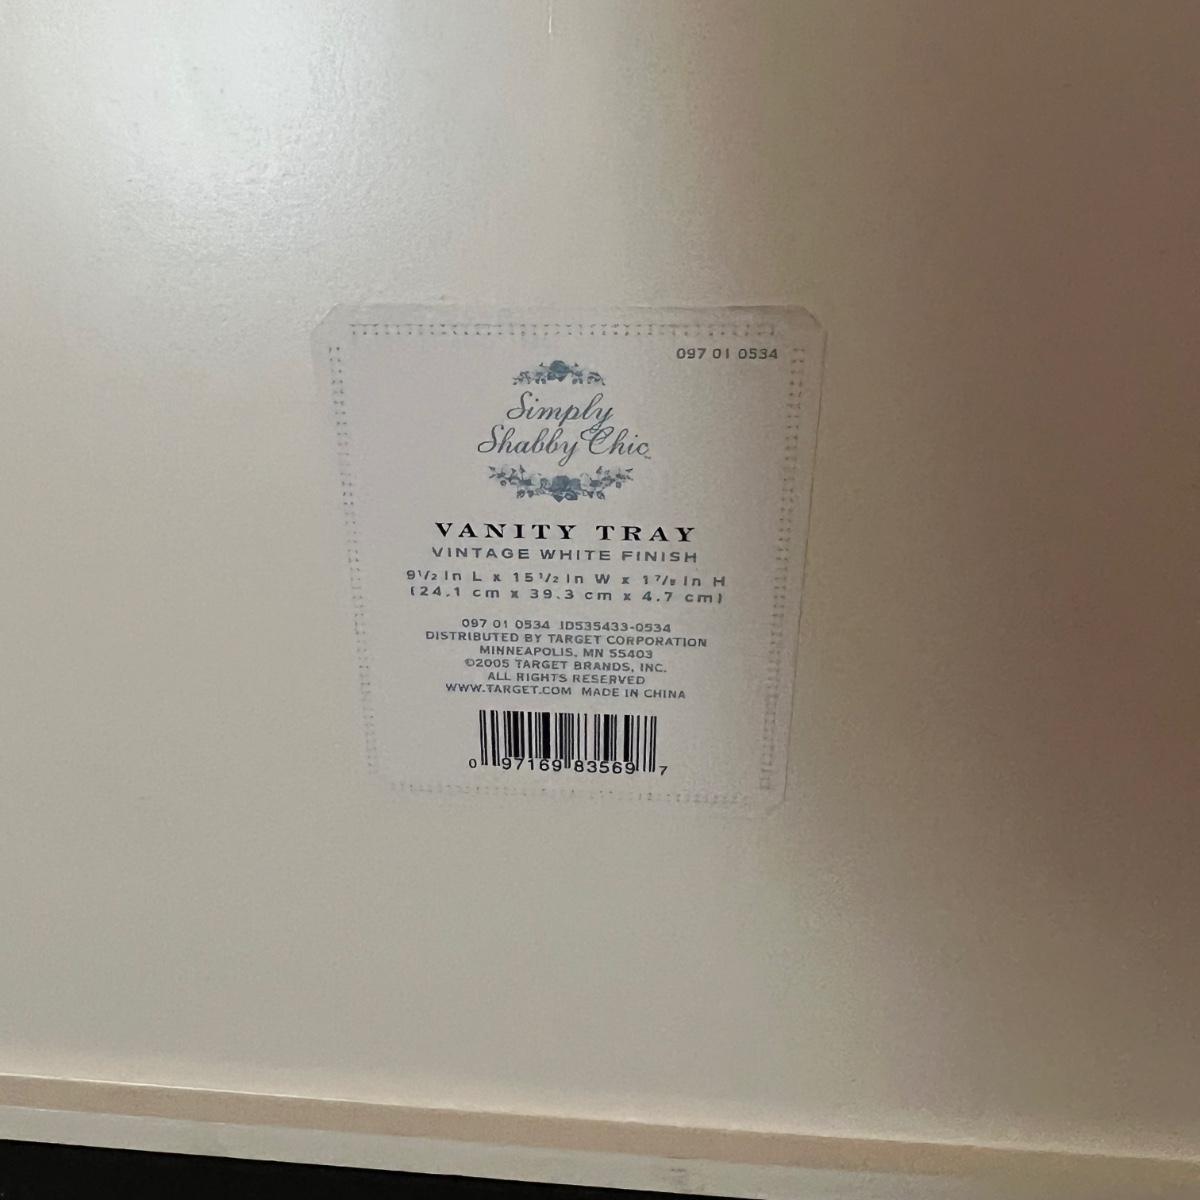 097 01 0534
Simply
Shabby Chic™
VANITY TRAY
VINTAGE WHITE FINISH
9 1/2 in L x 15 1/2 in W x 1 7/8 in H
(24.1 cm x 39.3 cm x 4.7 cm)
097 01 0534 ID535433-0534
DISTRIBUTED BY TARGET CORPORATION
MINNEAPOLIS, MN 55403
©2005 TARGET BRANDS, INC.
ALL RIGHTS RESERVED
WWW.TARGET.COM MADE IN CHINA
0 97169 83569 7